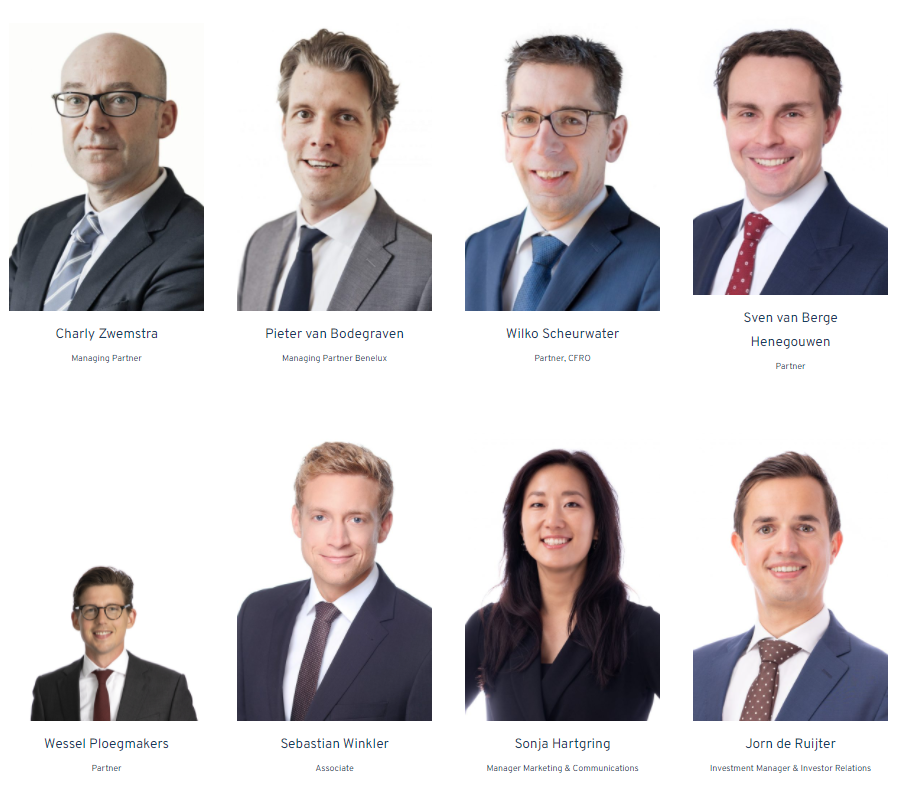 Charly Zwemstra
Managing Partner
Pieter van Bodegraven
Managing Partner Benelux
Wilko Scheurwater
Partner, CFRO
Sven van Berge
Henegouwen
Partner
Wessel Ploegmakers
Partner
Sebastian Winkler
Associate
Sonja Hartgring
Manager Marketing & Communications
Jorn de Ruijter
Investment Manager & Investor Relations